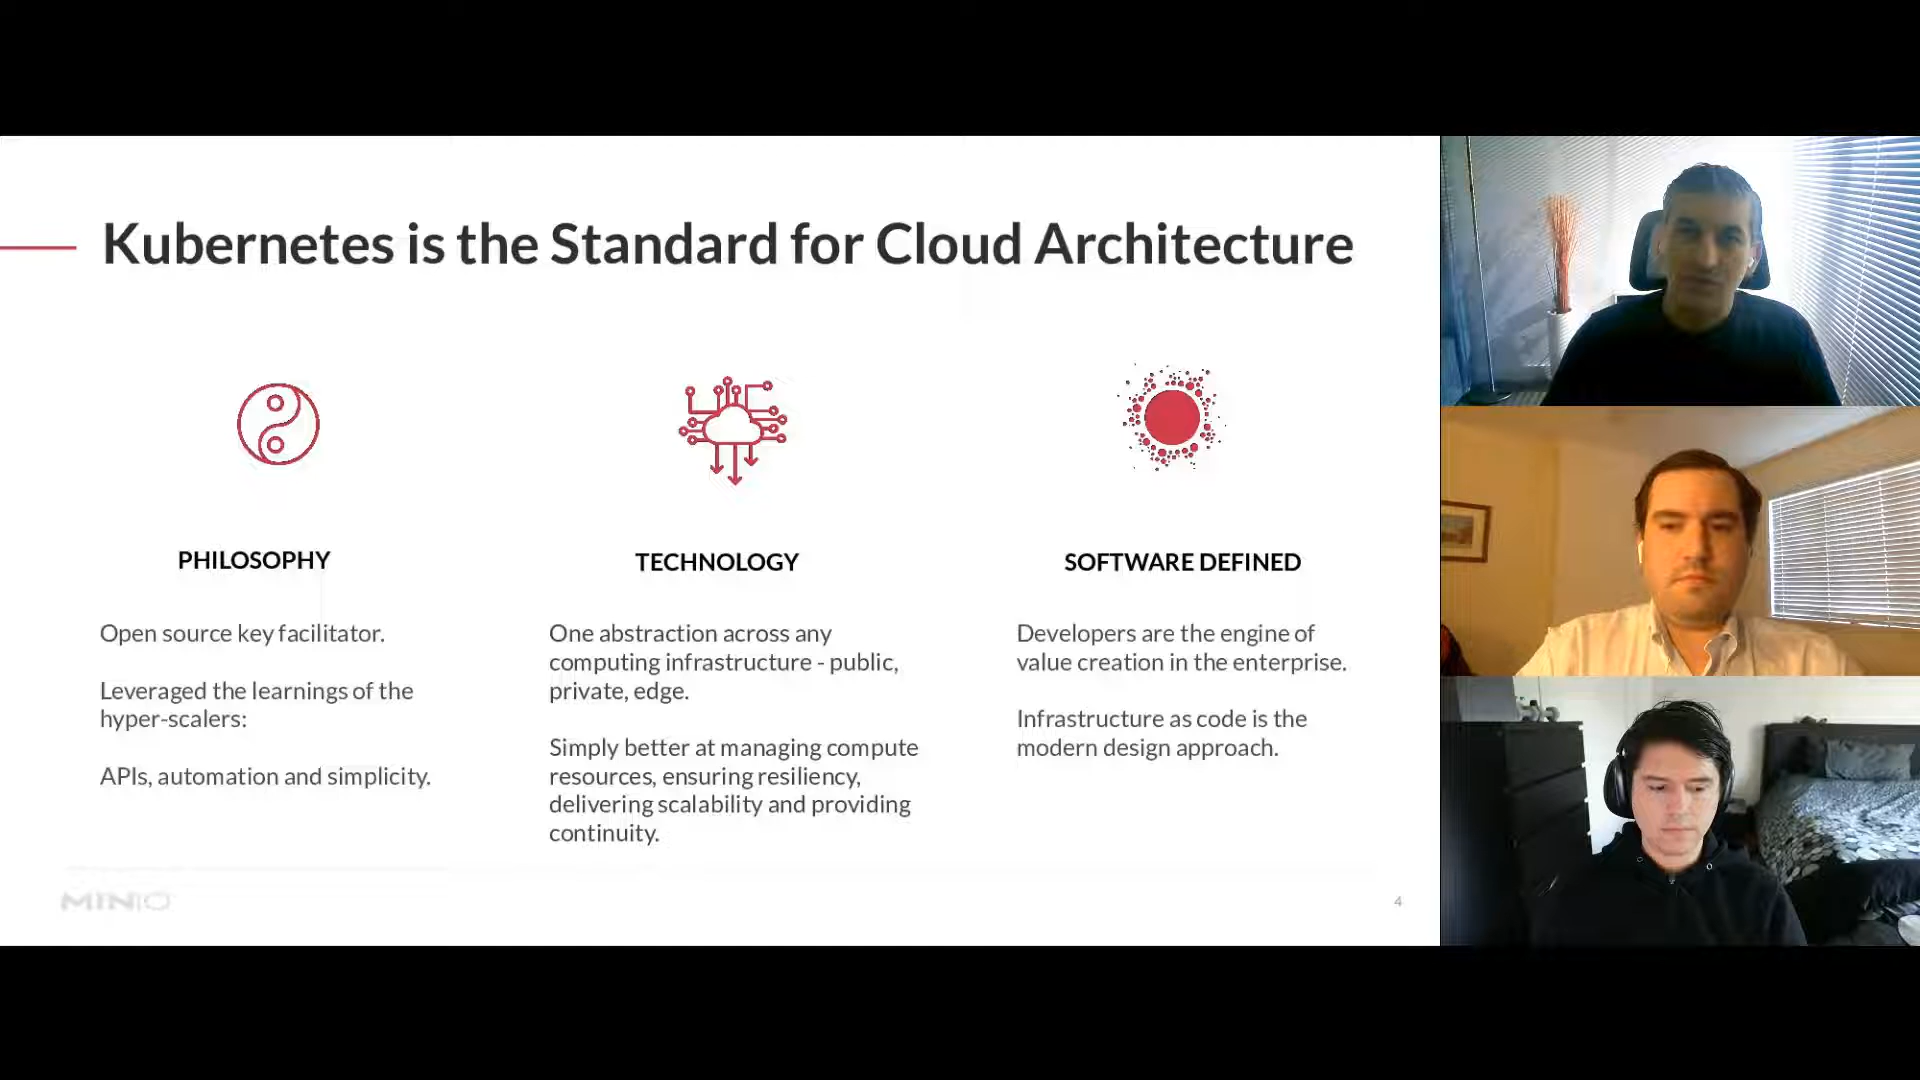 Kubernetes is the Standard for Cloud Architecture
PHILOSOPHY
Open source key facilitator.
Leveraged the learnings of the
hyper-scalers:
APIs, automation and simplicity.
TECHNOLOGY
One abstraction across any
computing infrastructure - public,
private, edge.
Simply better at managing compute
resources, ensuring resiliency,
delivering scalability and providing
continuity.
SOFTWARE DEFINED
Developers are the engine of
value creation in the enterprise.
Infrastructure as code is the
modern design approach.
MINIO
4